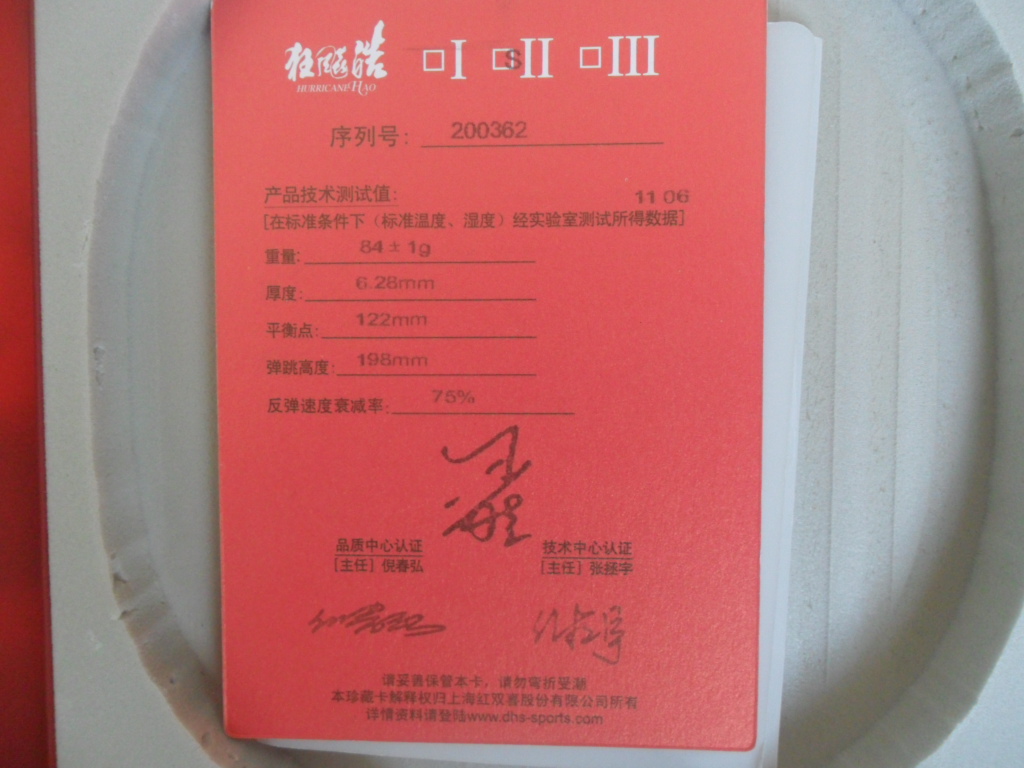 狂飚皓 □I □II □III
HURRICANE HAO
S
序列号: 200362
产品技术测试值: 11 06
[在标准条件下（标准温度、湿度）经实验室测试所得数据]
重量: 84 ± 1g
厚度: 6.28mm
平衡点: 122mm
弹跳高度: 198mm
反弹速度衰减率: 75%
品质中心认证 技术中心认证
[主任] 倪春弘 [主任] 张拯宇
请妥善保管本卡，请勿弯折受潮
本珍藏卡解释权归上海红双喜股份有限公司所有
详情资料请登陆www.dhs-sports.com